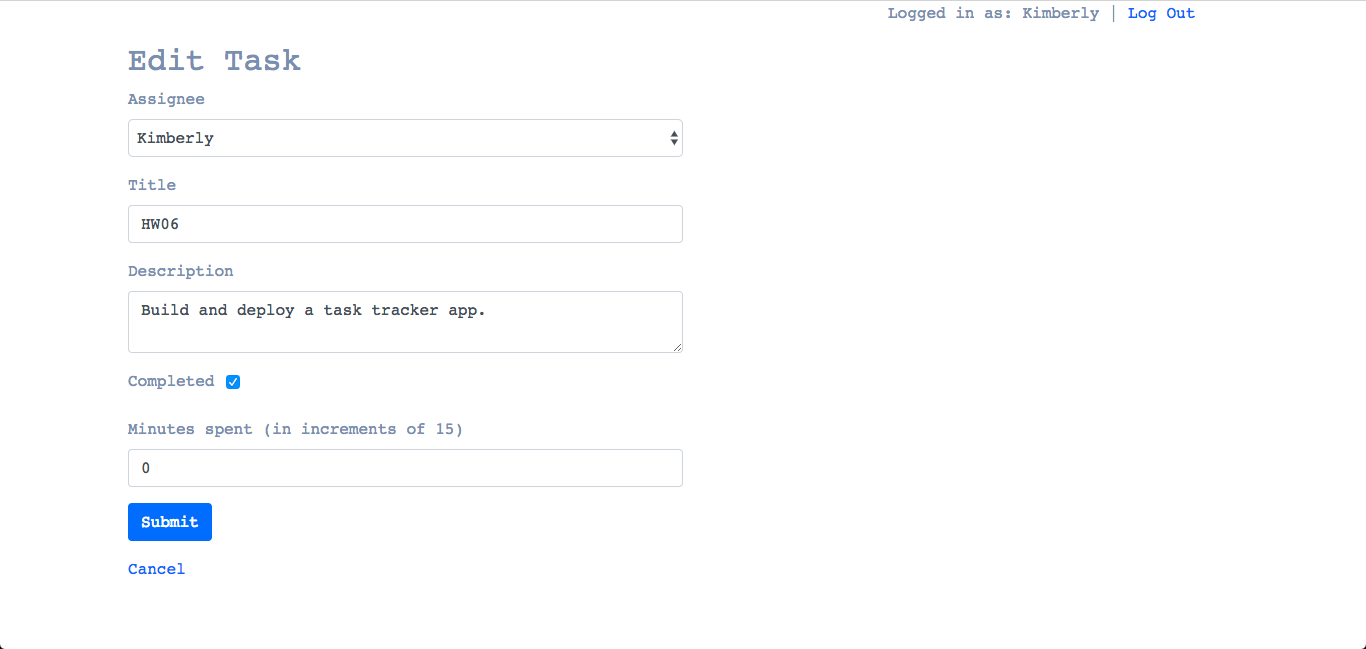 Logged in as: Kimberly | Log Out
Edit Task
Assignee
Kimberly
Title
HW06
Description
Build and deploy a task tracker app.
Completed
Minutes spent (in increments of 15)
0
Submit
Cancel